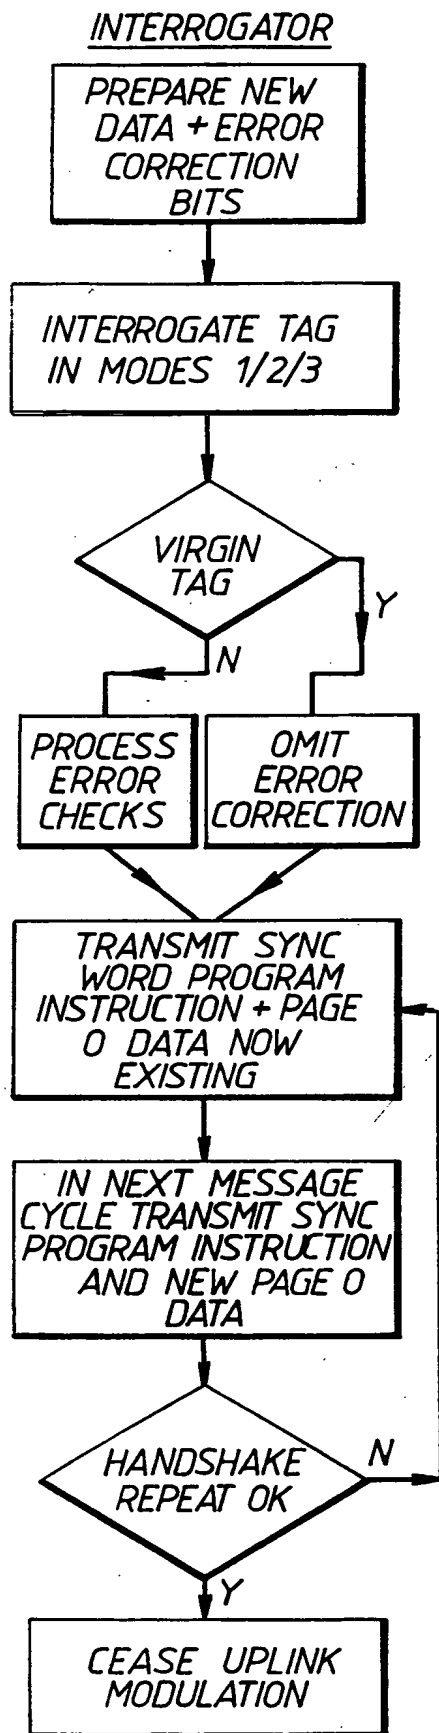 INTERROGATOR
PREPARE NEW
DATA + ERROR
CORRECTION
BITS
INTERROGATE TAG
IN MODES 1/2/3
VIRGIN
TAG
Y
N
PROCESS
ERROR
CHECKS
OMIT
ERROR
CORRECTION
TRANSMIT SYNC
WORD PROGRAM
INSTRUCTION + PAGE
0 DATA NOW
EXISTING
IN NEXT MESSAGE
CYCLE TRANSMIT SYNC
PROGRAM INSTRUCTION
AND NEW PAGE 0
DATA
HANDSHAKE
REPEAT OK
N
Y
CEASE UPLINK
MODULATION